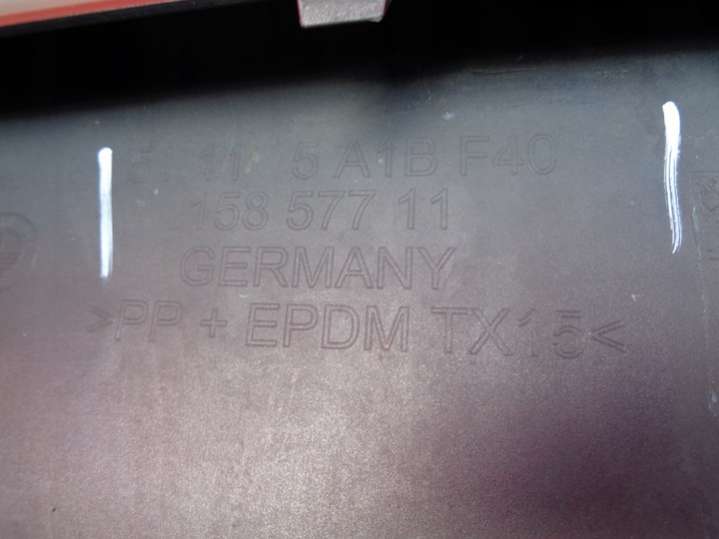 5 A1B F40
158 577 11
GERMANY
>PP + EPDM TX15<